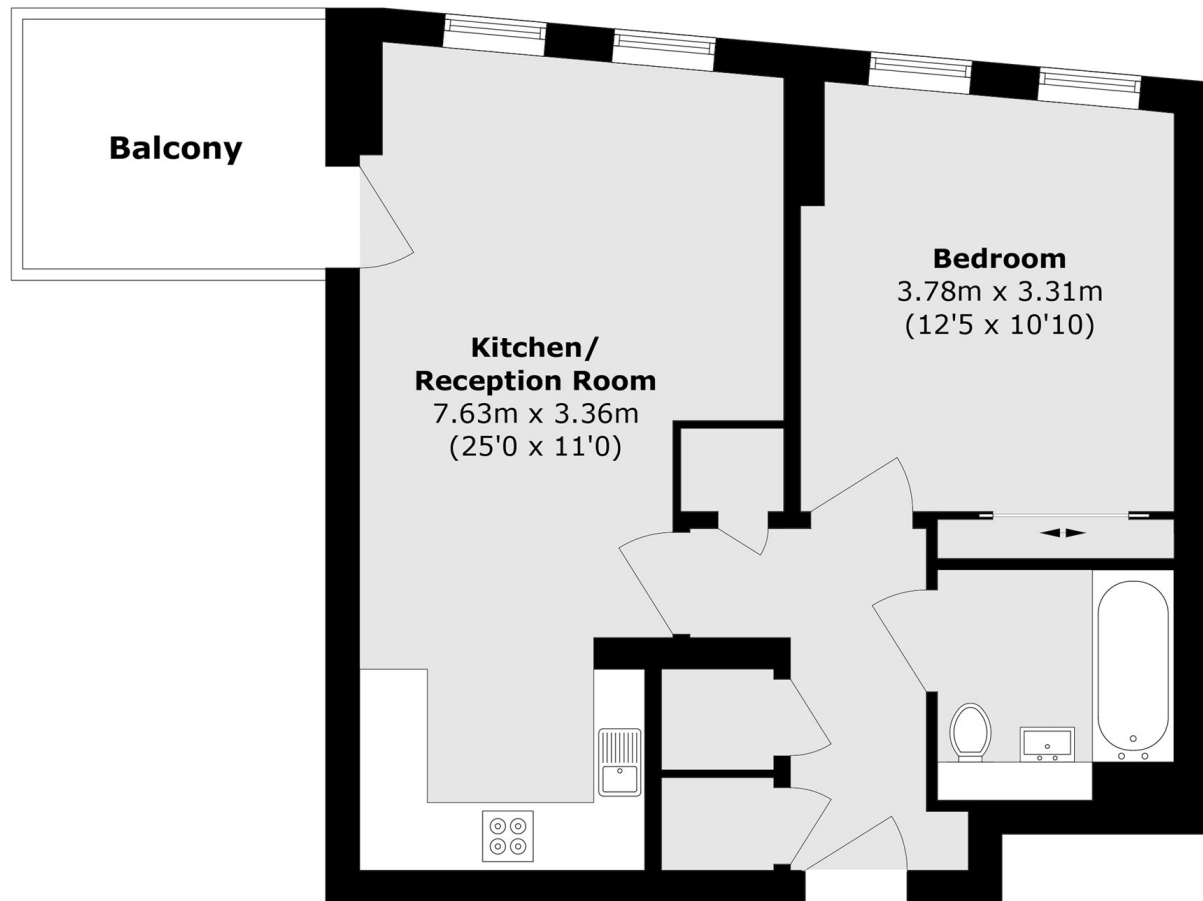 Balcony
Kitchen/
Reception Room
7.63m x 3.36m
(25'0 x 11'0)
Bedroom
3.78m x 3.31m
(12'5 x 10'10)